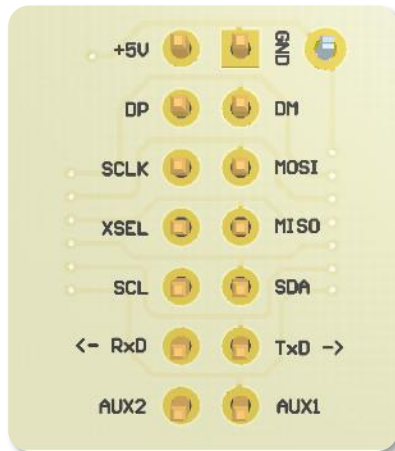 +5V GND
DP DM
SCLK MOSI
XSEL MISO
SCL SDA
<- RxD TxD ->
AUX2 AUX1